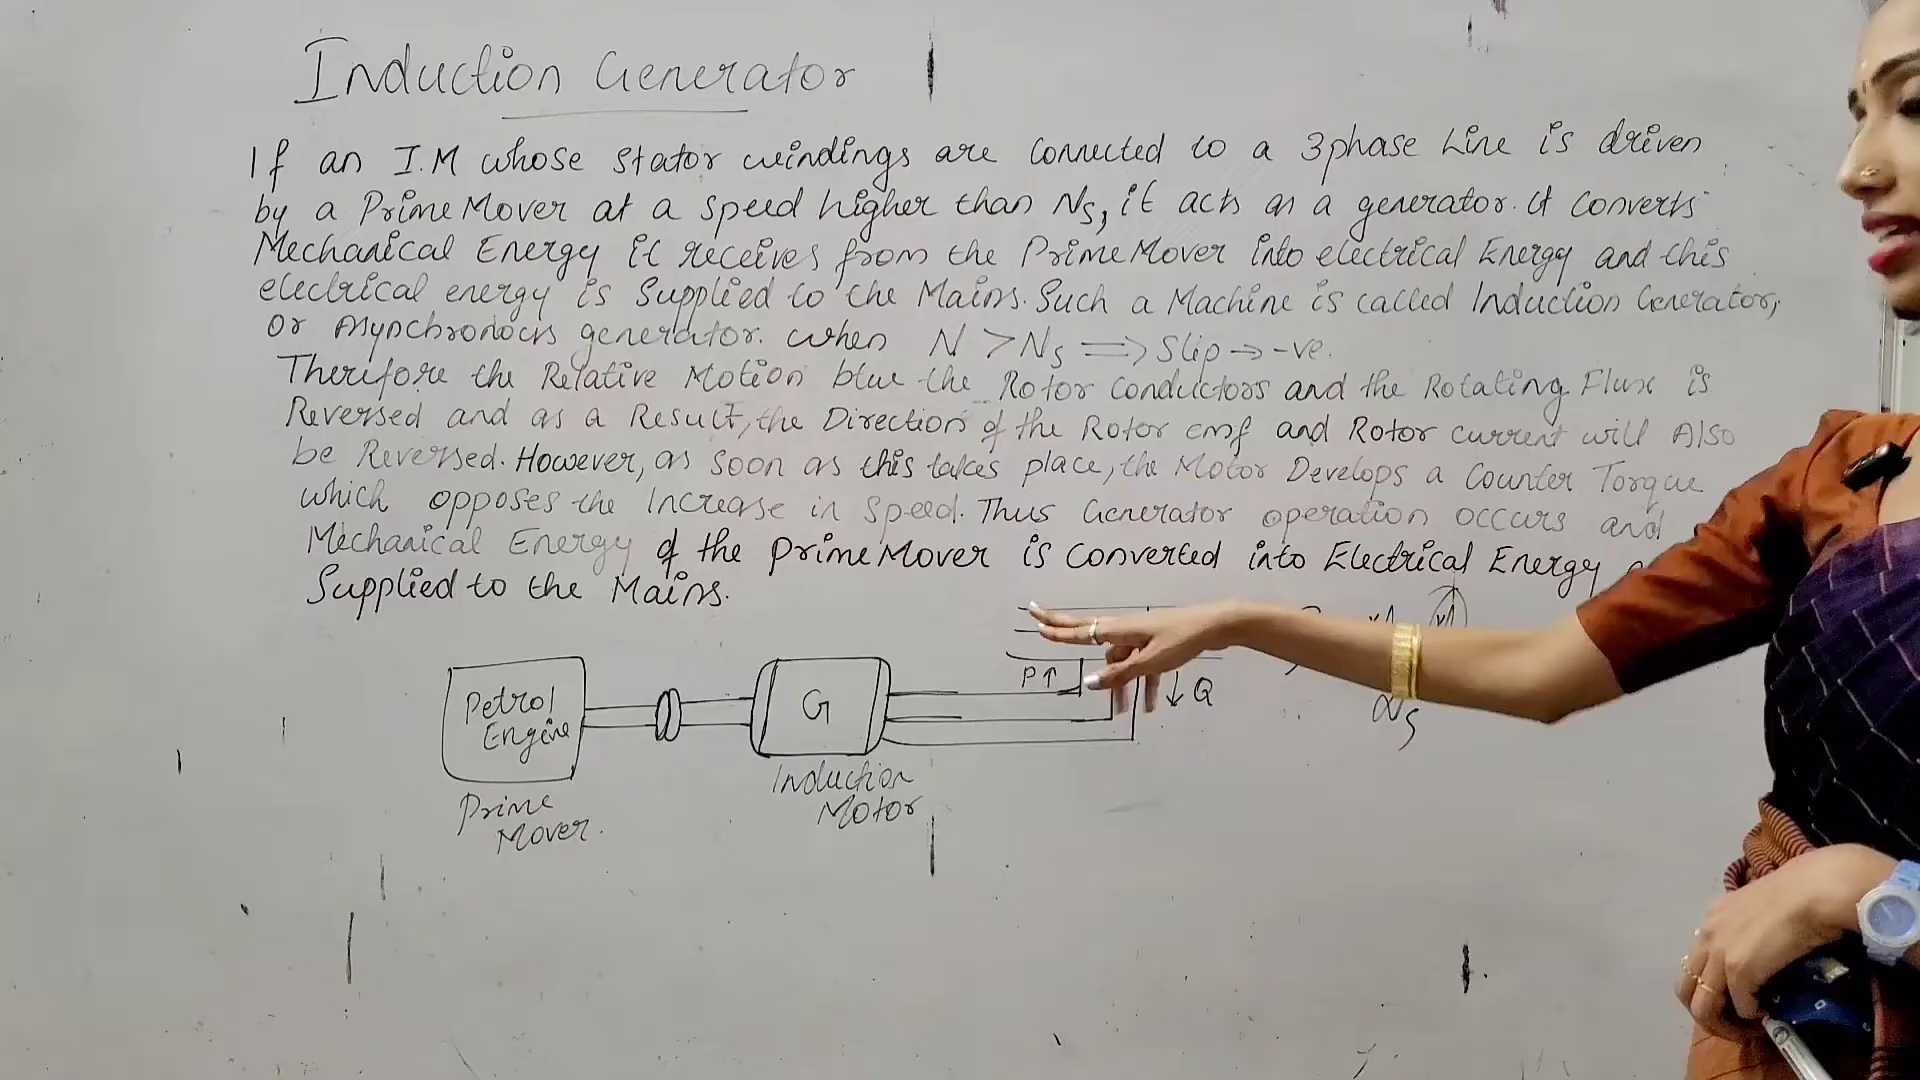 Induction Generator
If an I.M whose stator windings are connected to a 3phase Line is driven
by a Prime Mover at a speed higher than Ns, it acts as a generator. It converts
Mechanical Energy it receives from the Prime Mover into electrical Energy and this
electrical energy is Supplied to the Mains. Such a Machine is called Induction Generator,
or Asynchronous generator. when N > Ns => Slip → -ve.
Therefore the Relative Motion btw the Rotor conductors and the Rotating Flux is
Reversed and as a Result, the Direction of the Rotor emf and Rotor current will Also
be Reversed. However, as soon as this takes place, the Motor Develops a Counter Torque
which opposes the Increase in Speed. Thus Generator operation occurs and
Mechanical Energy of the Prime Mover is Converted into Electrical Energy
Supplied to the Mains.
P↑
↓Q
Petrol
Engine
G
Ns
Induction
Motor
Prime
Mover.